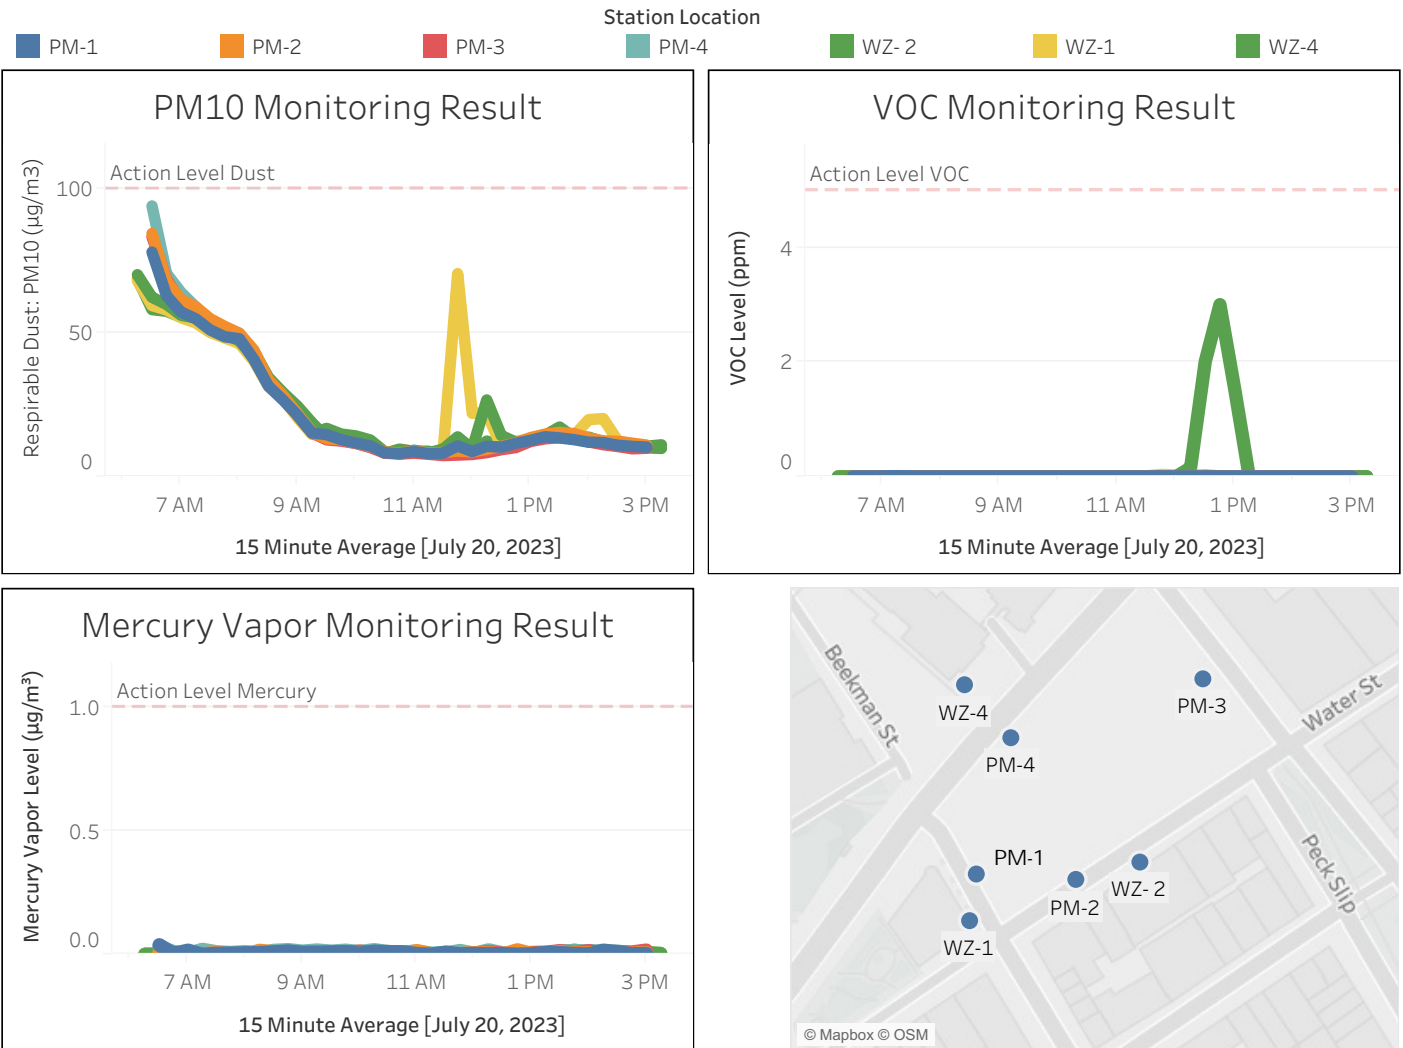 Station Location
PM-1 PM-2 PM-3 PM-4 WZ- 2 WZ-1 WZ-4
PM10 Monitoring Result
Respirable Dust: PM10 (µg/m3)
Action Level Dust
100
50
0
7 AM 9 AM 11 AM 1 PM 3 PM
15 Minute Average [July 20, 2023]
VOC Monitoring Result
VOC Level (ppm)
Action Level VOC
4
2
0
7 AM 9 AM 11 AM 1 PM 3 PM
15 Minute Average [July 20, 2023]
Mercury Vapor Monitoring Result
Mercury Vapor Level (µg/m³)
Action Level Mercury
1.0
0.5
0.0
7 AM 9 AM 11 AM 1 PM 3 PM
15 Minute Average [July 20, 2023]
Beekman St
WZ-4
PM-3
Water St
PM-4
PM-1
Peck Slip
WZ- 2
PM-2
WZ-1
© Mapbox © OSM